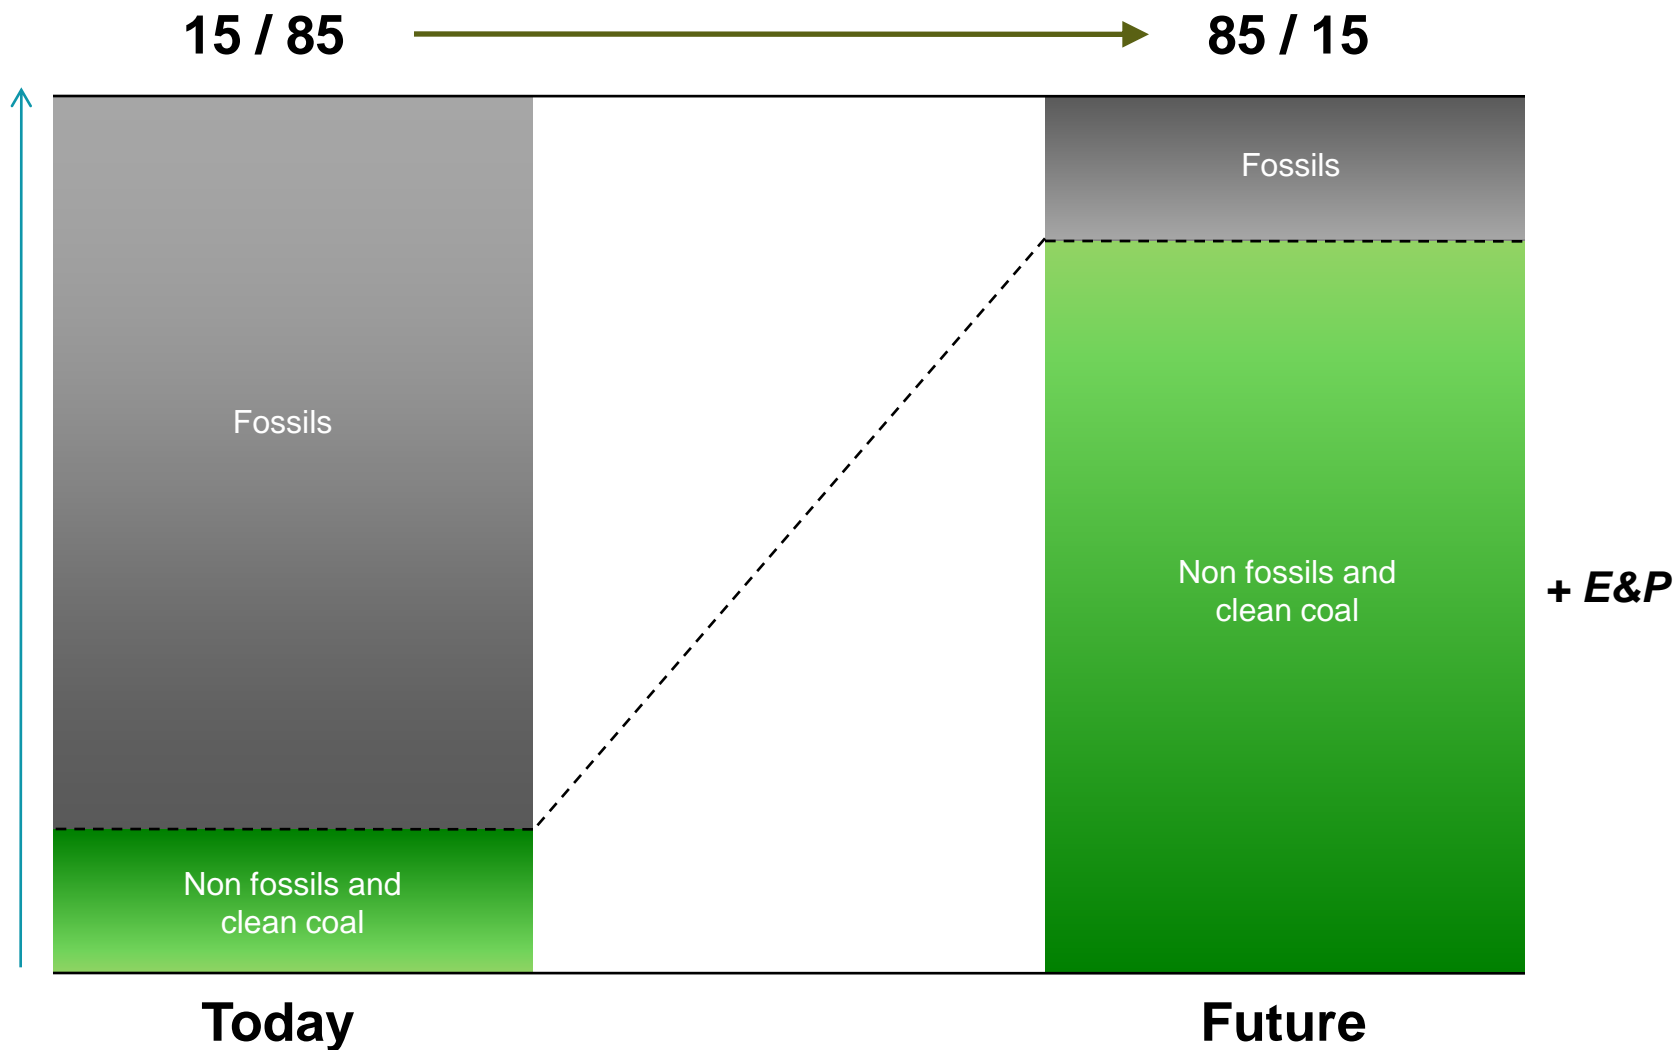 15 / 85
85 / 15
Fossils
Fossils
Non fossils and
clean coal
+ E&P
Non fossils and
clean coal
Today
Future